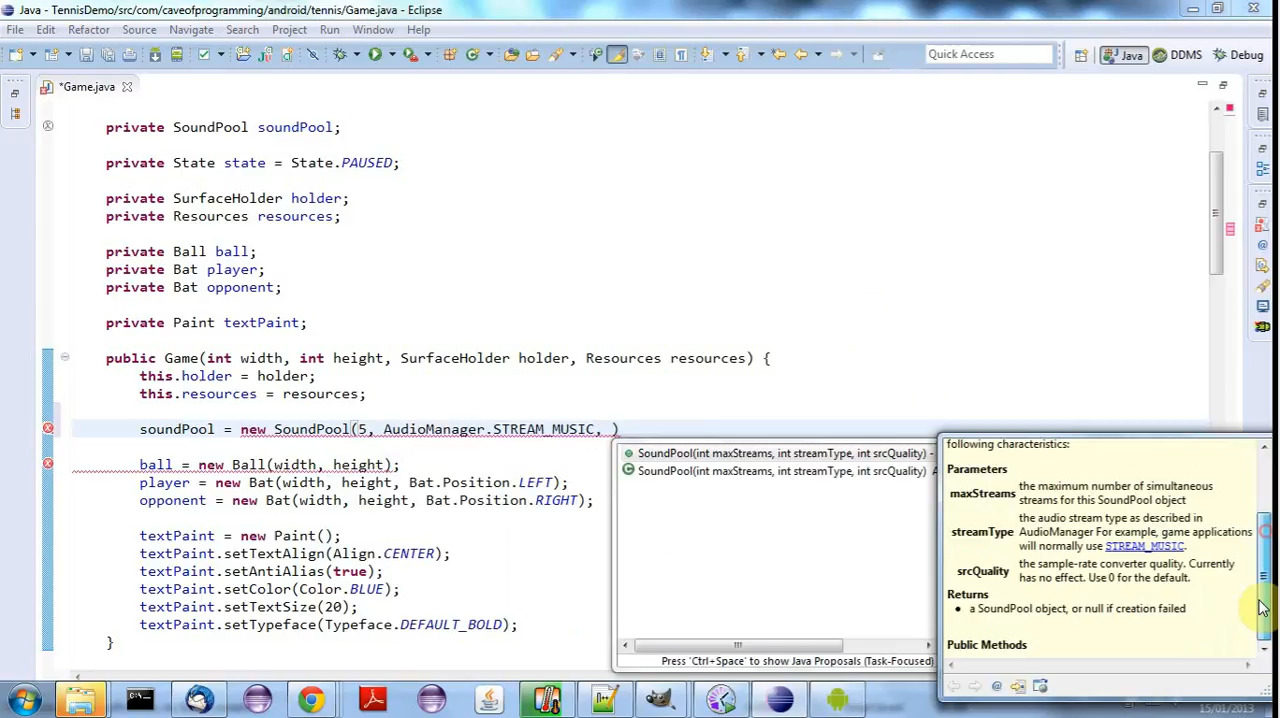 Java - TennisDemo/src/com/caveofprogramming/android/tennis/Game.java - Eclipse
File Edit Refactor Source Navigate Search Project Run Window Help
Quick Access
Java DDMS Debug
*Game.java
private SoundPool soundPool;
private State state = State.PAUSED;
private SurfaceHolder holder;
private Resources resources;
private Ball ball;
private Bat player;
private Bat opponent;
private Paint textPaint;
public Game(int width, int height, SurfaceHolder holder, Resources resources) {
this.holder = holder;
this.resources = resources;
soundPool = new SoundPool(5, AudioManager.STREAM_MUSIC, )
ball = new Ball(width, height);
player = new Bat(width, height, Bat.Position.LEFT);
opponent = new Bat(width, height, Bat.Position.RIGHT);
textPaint = new Paint();
textPaint.setTextAlign(Align.CENTER);
textPaint.setAntiAlias(true);
textPaint.setColor(Color.BLUE);
textPaint.setTextSize(20);
textPaint.setTypeface(Typeface.DEFAULT_BOLD);
}
SoundPool(int maxStreams, int streamType, int srcQuality) -
SoundPool(int maxStreams, int streamType, int srcQuality) A
Press 'Ctrl+Space' to show Java Proposals (Task-Focused)
following characteristics:
Parameters
maxStreams the maximum number of simultaneous
streams for this SoundPool object
streamType the audio stream type as described in
AudioManager For example, game applications
will normally use STREAM_MUSIC.
srcQuality the sample-rate converter quality. Currently
has no effect. Use 0 for the default.
Returns
• a SoundPool object, or null if creation failed
Public Methods
15/01/2013